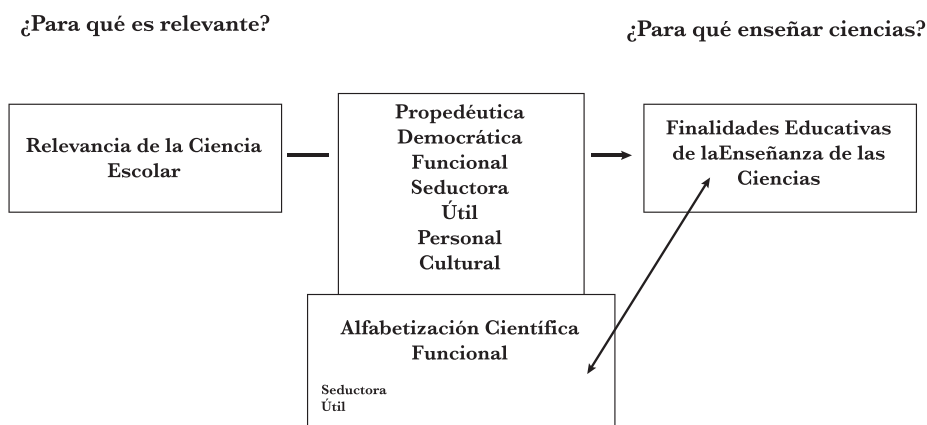 ¿Para qué es relevante?
¿Para qué enseñar ciencias?
Relevancia de la Ciencia
Escolar
Propedéutica
Democrática
Funcional
Seductora
Útil
Personal
Cultural
Finalidades Educativas
de laEnseñanza de las
Ciencias
Alfabetización Científica
Funcional
Seductora
Útil